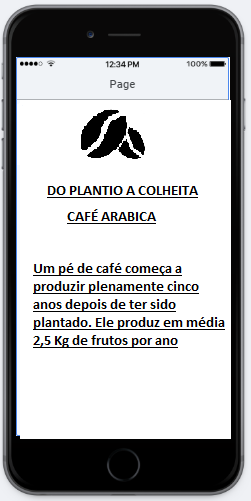 12:34 PM 100%
Page
DO PLANTIO A COLHEITA
CAFÉ ARABICA
Um pé de café começa a
produzir plenamente cinco
anos depois de ter sido
plantado. Ele produz em média
2,5 Kg de frutos por ano